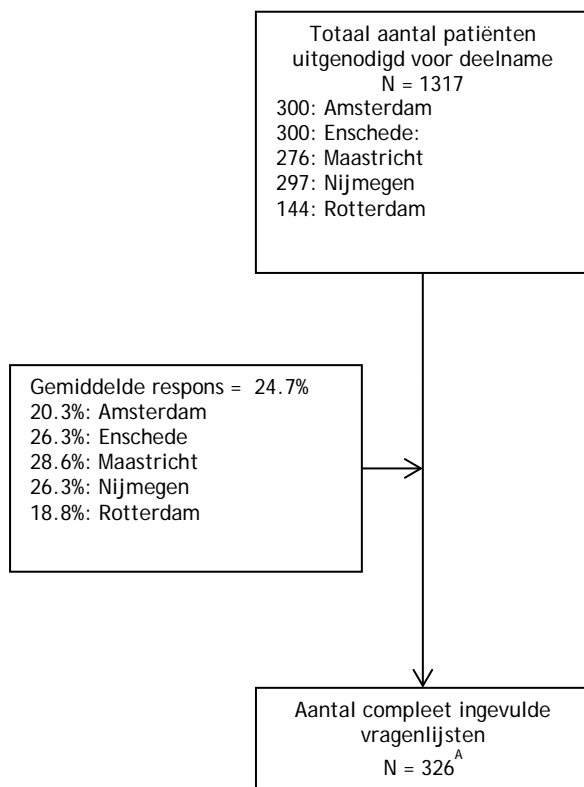 Totaal aantal patiënten
uitgenodigd voor deelname
N = 1317
300: Amsterdam
300: Enschede:
276: Maastricht
297: Nijmegen
144: Rotterdam
Gemiddelde respons = 24.7%
20.3%: Amsterdam
26.3%: Enschede
28.6%: Maastricht
26.3%: Nijmegen
18.8%: Rotterdam
Aantal compleet ingevulde
vragenlijsten
N = 326^A